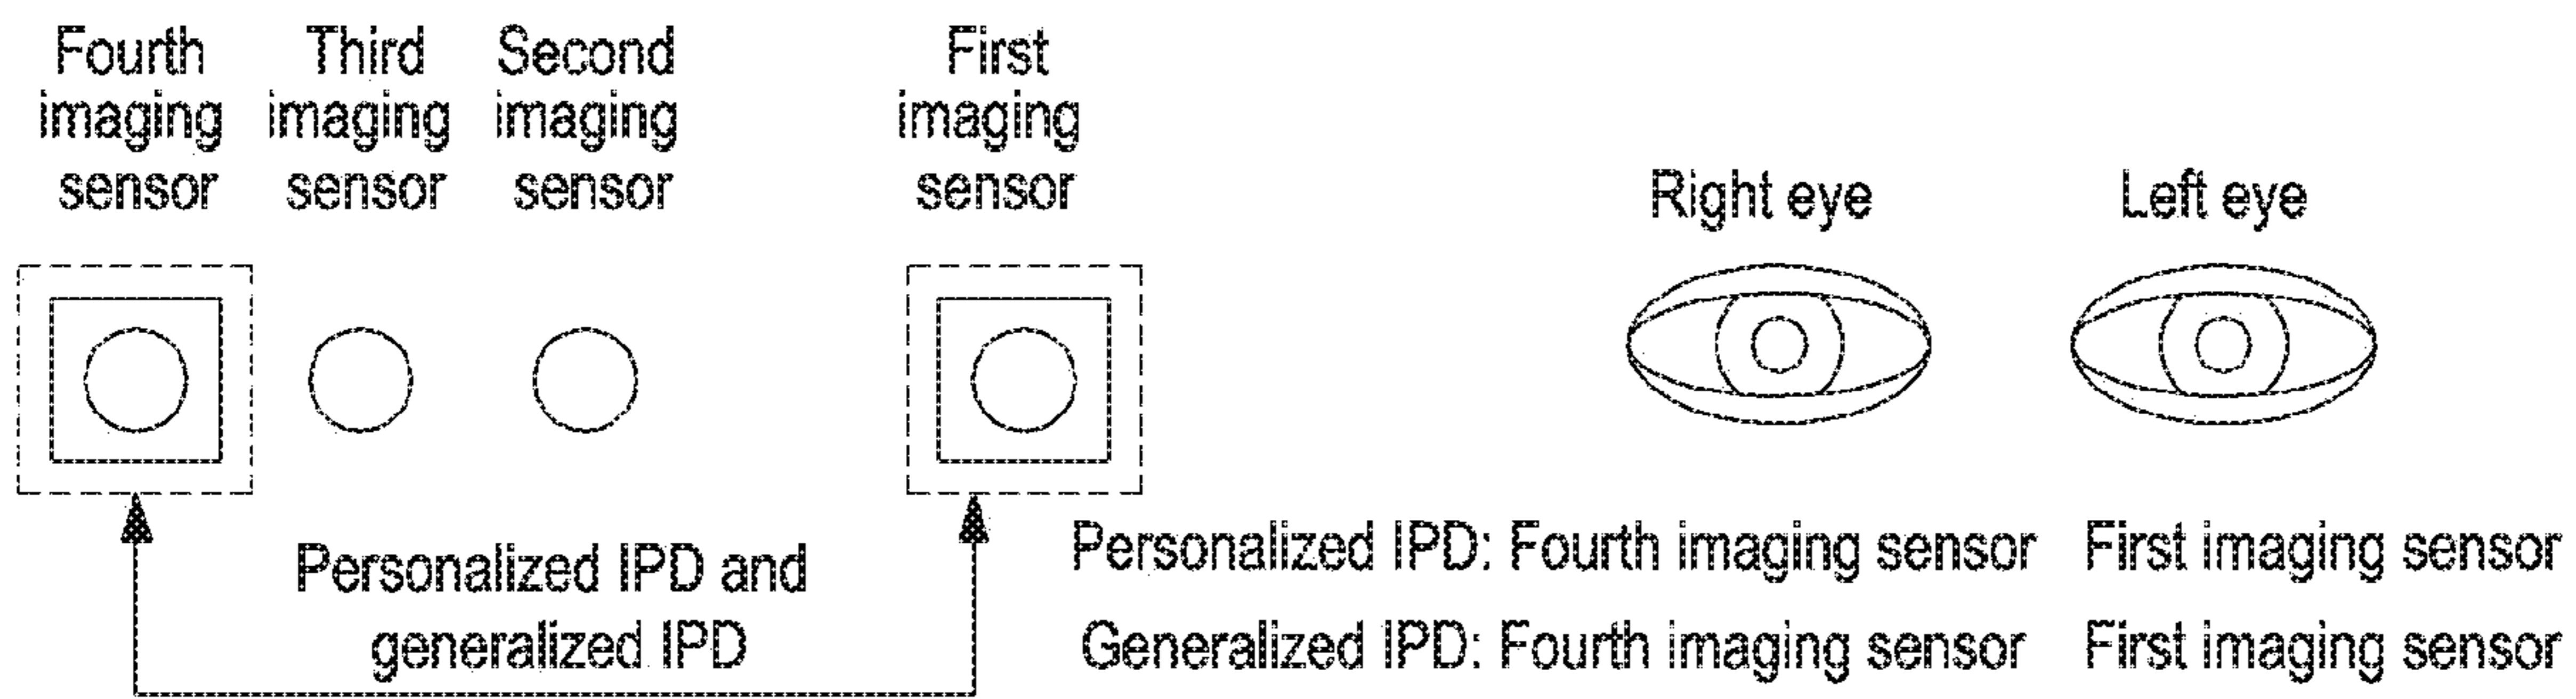 Fourth
imaging
sensor
Third
imaging
sensor
Second
imaging
sensor
First
imaging
sensor
Right eye
Left eye
Personalized IPD and
generalized IPD
Personalized IPD: Fourth imaging sensor First imaging sensor
Generalized IPD: Fourth imaging sensor First imaging sensor